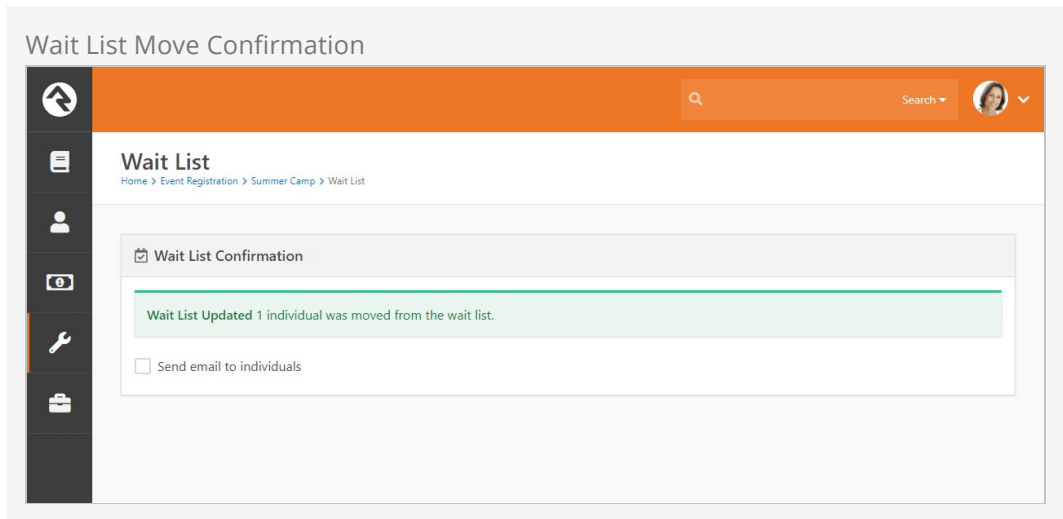 Wait List Move Confirmation
Search
Wait List
Home > Event Registration > Summer Camp > Wait List
Wait List Confirmation
Wait List Updated 1 individual was moved from the wait list.
Send email to individuals